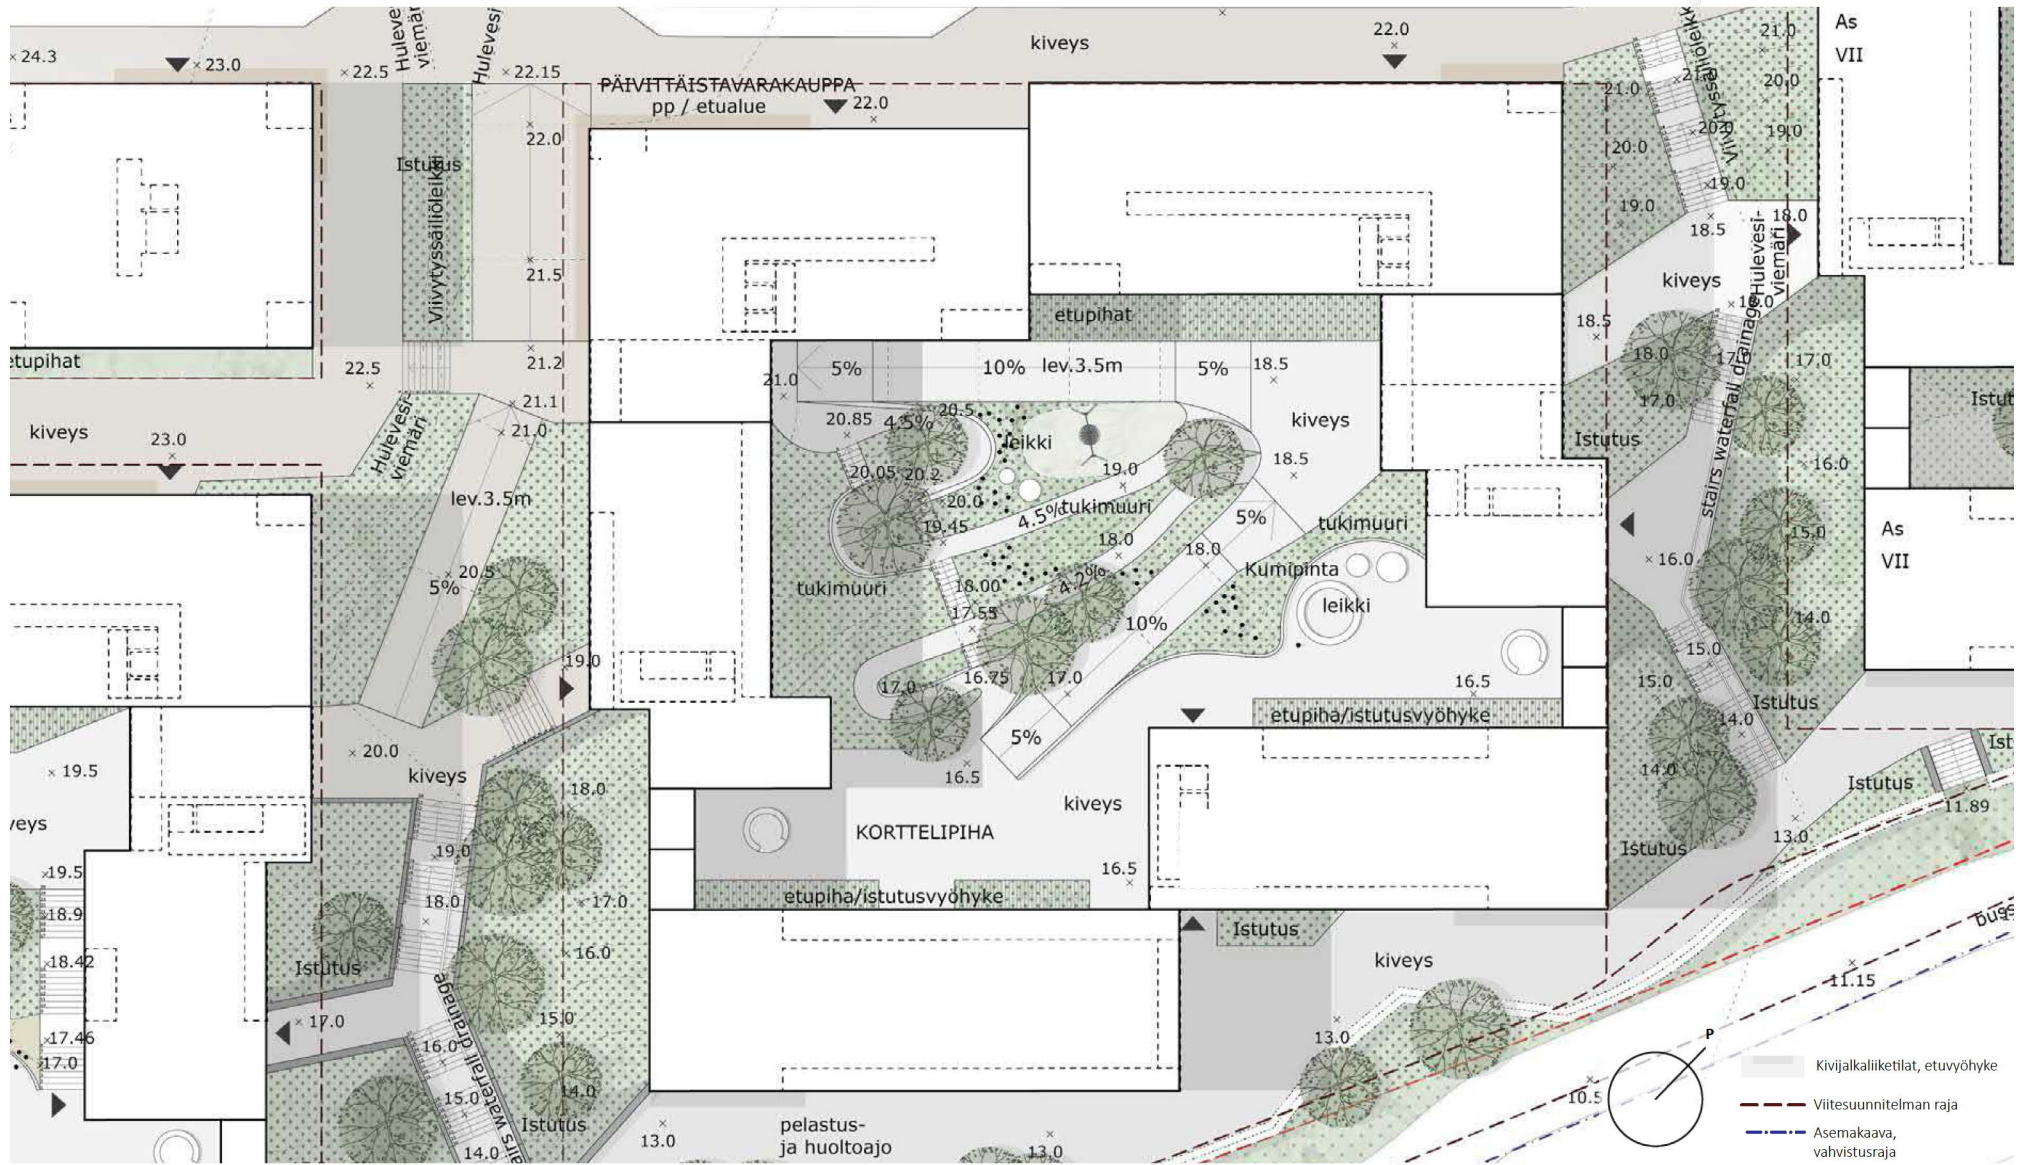 24.3
23.0
22.5
Hulevesi-
viemäri
22.15
kiveys
22.0
21.0
As
VII
PÄIVITTÄISTAVARAKAUPPA
pp / etualue
22.0
22.0
Istutus
Viivytyssäiliöleikki
21.5
21.0
21.0
20.0
20.0
20.0
19.0
19.0
19.0
Viivytyssäiliöleikki
18.5
18.0
kiveys
Hulevesi-
viemäri
18.0
etupihat
etupihat
22.5
21.2
21.1
21.0
kiveys
23.0
Hulevesi-
viemäri
lev.3.5m
5%
20.5
21.0
5%
10%
lev.3.5m
5%
18.5
20.85
4.5%
20.5
leikki
kiveys
18.5
20.05
20.2
20.0
19.45
19.0
4.5%
tukimuuri
5%
tukimuuri
18.0
18.0
Kumipinta
leikki
tukimuuri
18.00
17.55
4.2%
10%
16.75
17.0
17.0
5%
16.5
16.5
etupiha/istutusvyöhyke
18.5
18.0
17.0
17.0
17.0
Istutus
stairs waterfall drainage
16.0
16.0
15.0
15.0
15.0
14.0
14.0
14.0
Istutus
Istutus
13.0
As
VII
Istutus
11.89
19.0
20.0
kiveys
19.5
18.0
19.0
18.0
17.0
16.0
15.0
14.0
Istutus
17.0
16.0
15.0
14.0
Istutus
19.5
18.9
18.42
17.46
17.0
kiveys
KORTTELIPIHA
16.5
etupiha/istutusvyöhyke
Istutus
kiveys
13.0
13.0
13.0
pelastus-
ja huoltoajo
11.15
10.5
P
Kivijalkaliiketilat, etuvyöhyke
Viitesuunnitelman raja
Asemakaava,
vahvistusraja